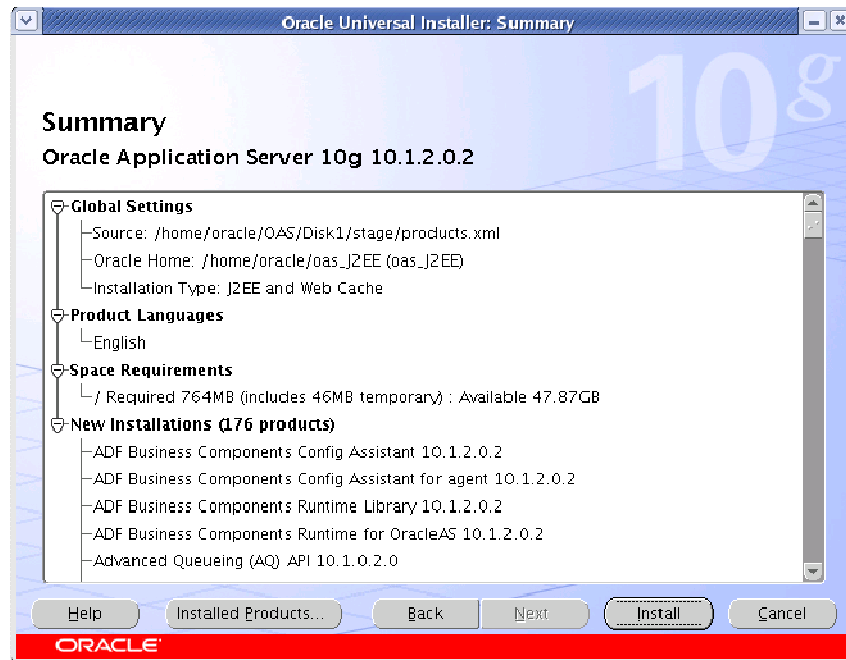 Oracle Universal Installer: Summary
10g
Summary
Oracle Application Server 10g 10.1.2.0.2
Global Settings
Source: /home/oracle/OAS/Disk1/stage/products.xml
Oracle Home: /home/oracle/oas_J2EE (oas_J2EE)
Installation Type: J2EE and Web Cache
Product Languages
English
Space Requirements
/ Required 764MB (includes 46MB temporary) : Available 47.87GB
New Installations (176 products)
ADF Business Components Config Assistant 10.1.2.0.2
ADF Business Components Config Assistant for agent 10.1.2.0.2
ADF Business Components Runtime Library 10.1.2.0.2
ADF Business Components Runtime for OracleAS 10.1.2.0.2
Advanced Queueing (AQ) API 10.1.0.2.0
Help Installed Products... Back Next Install Cancel
ORACLE